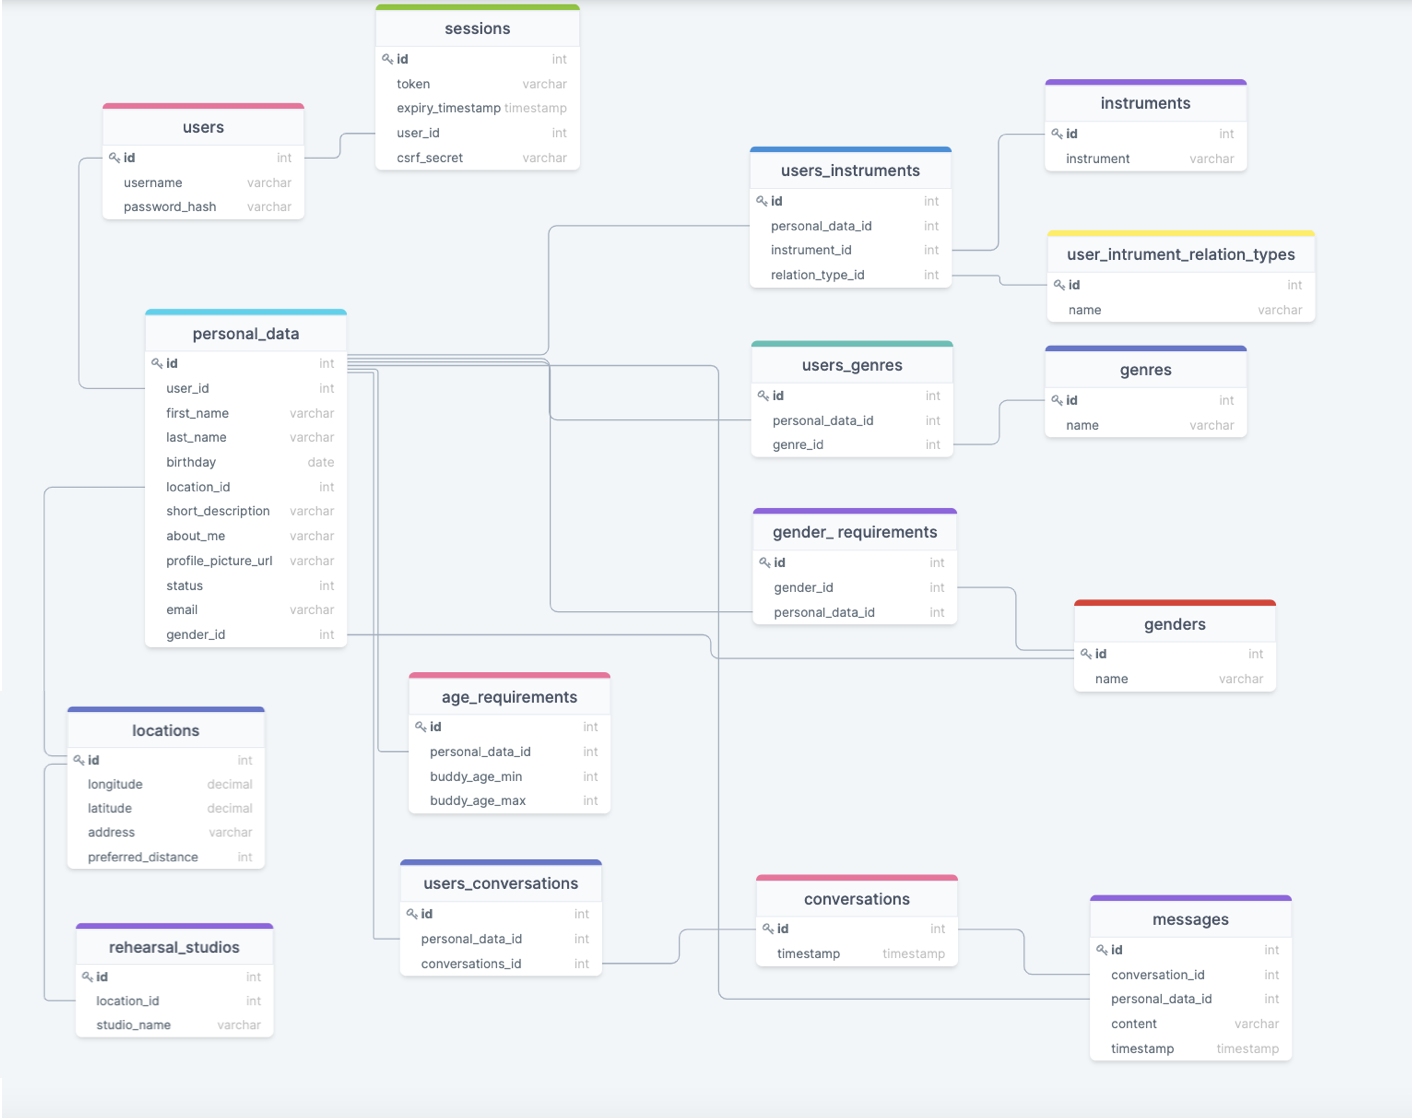 sessions
id int
token varchar
expiry_timestamp timestamp
user_id int
csrf_secret varchar
users
id int
username varchar
password_hash varchar
instruments
id int
instrument varchar
users_instruments
id int
personal_data_id int
instrument_id int
relation_type_id int
user_intrument_relation_types
id int
name varchar
personal_data
id int
user_id int
first_name varchar
last_name varchar
birthday date
location_id int
short_description varchar
about_me varchar
profile_picture_url varchar
status int
email varchar
gender_id int
users_genres
id int
personal_data_id int
genre_id int
genres
id int
name varchar
gender_ requirements
id int
gender_id int
personal_data_id int
genders
id int
name varchar
age_requirements
id int
personal_data_id int
buddy_age_min int
buddy_age_max int
locations
id int
longitude decimal
latitude decimal
address varchar
preferred_distance int
users_conversations
id int
personal_data_id int
conversations_id int
conversations
id int
timestamp timestamp
messages
id int
conversation_id int
personal_data_id int
content varchar
timestamp timestamp
rehearsal_studios
id int
location_id int
studio_name varchar